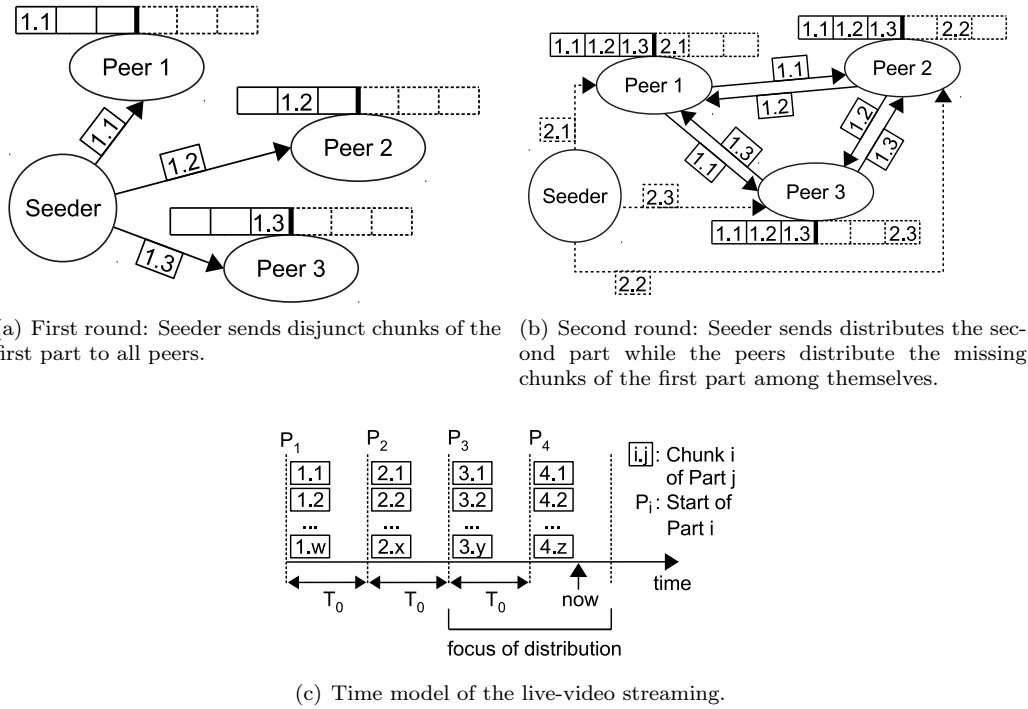 1.1
Peer 1
1.1
1.2
1.2
Peer 2
Seeder
1.3
1.3
Peer 3
1.1 1.2 1.3 2.1
Peer 1
1.1 1.2 1.3 2.2
Peer 2
1.1
1.2
2.1
1.3
1.1
1.2
1.3
Seeder
2.3
Peer 3
1.1 1.2 1.3 2.3
2.2
a) First round: Seeder sends disjunct chunks of the
first part to all peers.
(b) Second round: Seeder sends distributes the sec-
ond part while the peers distribute the missing
chunks of the first part among themselves.
P1 P2 P3 P4
1.1 2.1 3.1 4.1
1.2 2.2 3.2 4.2
... ... ... ...
1.w 2.x 3.y 4.z
i.j : Chunk i
of Part j
Pi : Start of
Part i
time
T0 T0 T0 now
focus of distribution
(c) Time model of the live-video streaming.